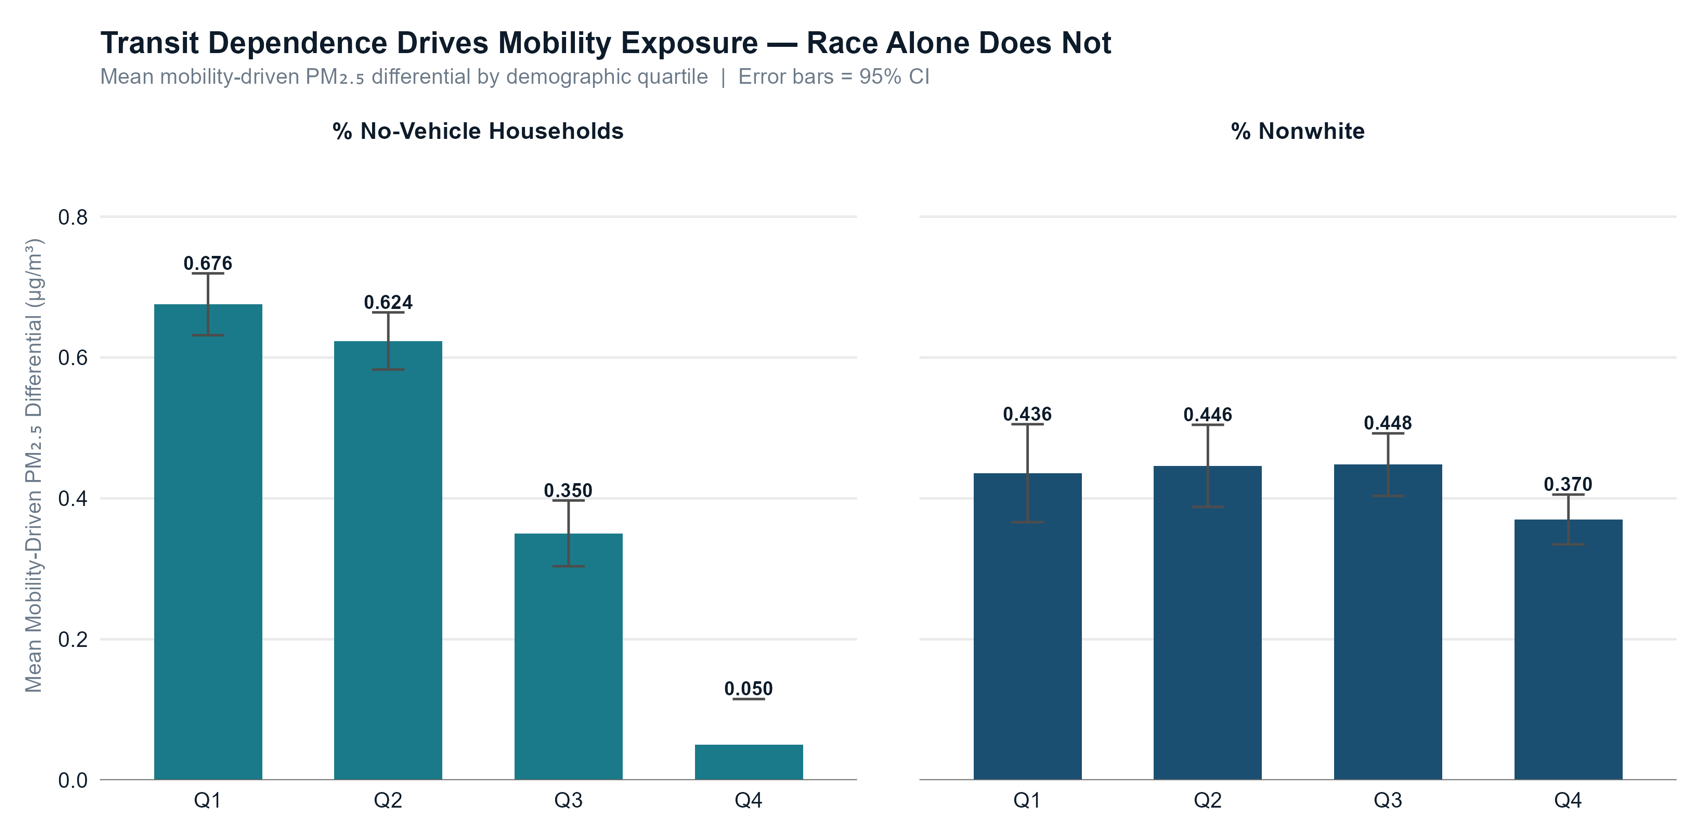 Transit Dependence Drives Mobility Exposure — Race Alone Does Not
Mean mobility-driven PM₂.₅ differential by demographic quartile | Error bars = 95% CI
% No-Vehicle Households
% Nonwhite
Mean Mobility-Driven PM₂.₅ Differential (µg/m³)
0.8
0.6
0.4
0.2
0.0
0.676
0.624
0.350
0.050
0.436
0.446
0.448
0.370
Q1 Q2 Q3 Q4
Q1 Q2 Q3 Q4